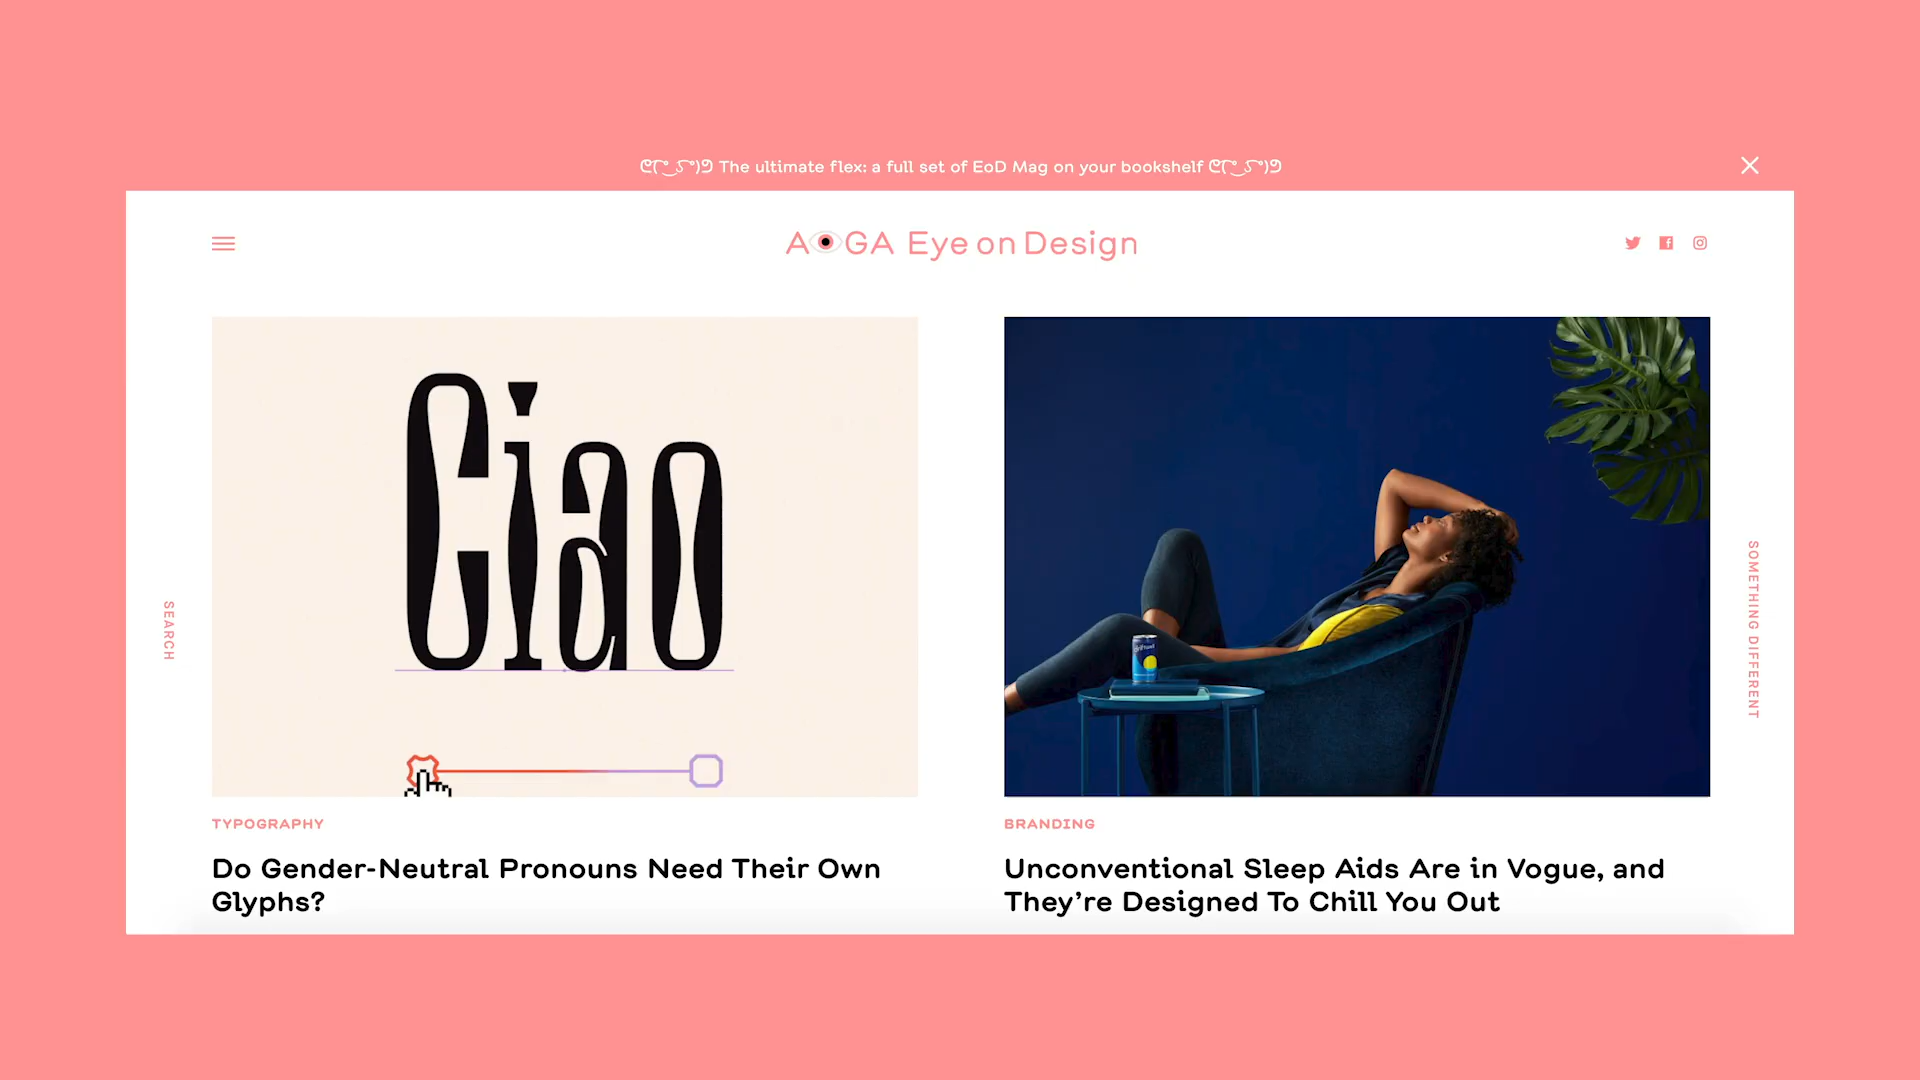 ᕦ( ͡° ͜ʖ ͡°)ᕥ The ultimate flex: a full set of EoD Mag on your bookshelf ᕦ( ͡° ͜ʖ ͡°)ᕥ
AIGA Eye on Design
Ciao
SEARCH
SOMETHING DIFFERENT
TYPOGRAPHY
Do Gender-Neutral Pronouns Need Their Own
Glyphs?
BRANDING
Unconventional Sleep Aids Are in Vogue, and
They’re Designed To Chill You Out